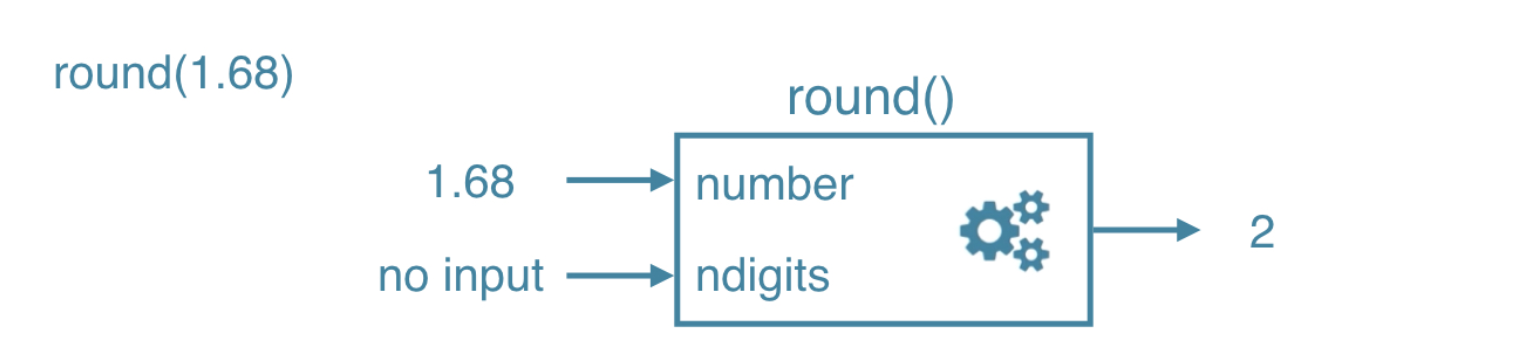 round(1.68)
round()
1.68
number
no input
ndigits
2